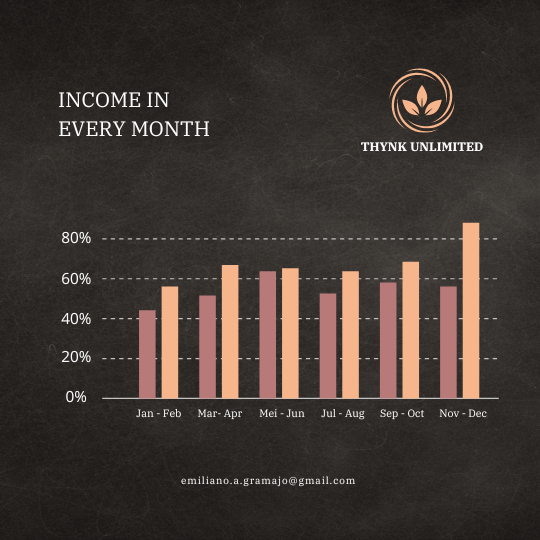 INCOME IN
EVERY MONTH
THYNK UNLIMITED
80%
60%
40%
20%
0%
Jan - Feb
Mar- Apr
Mei - Jun
Jul - Aug
Sep - Oct
Nov - Dec
emiliano.a.gramajo@gmail.com